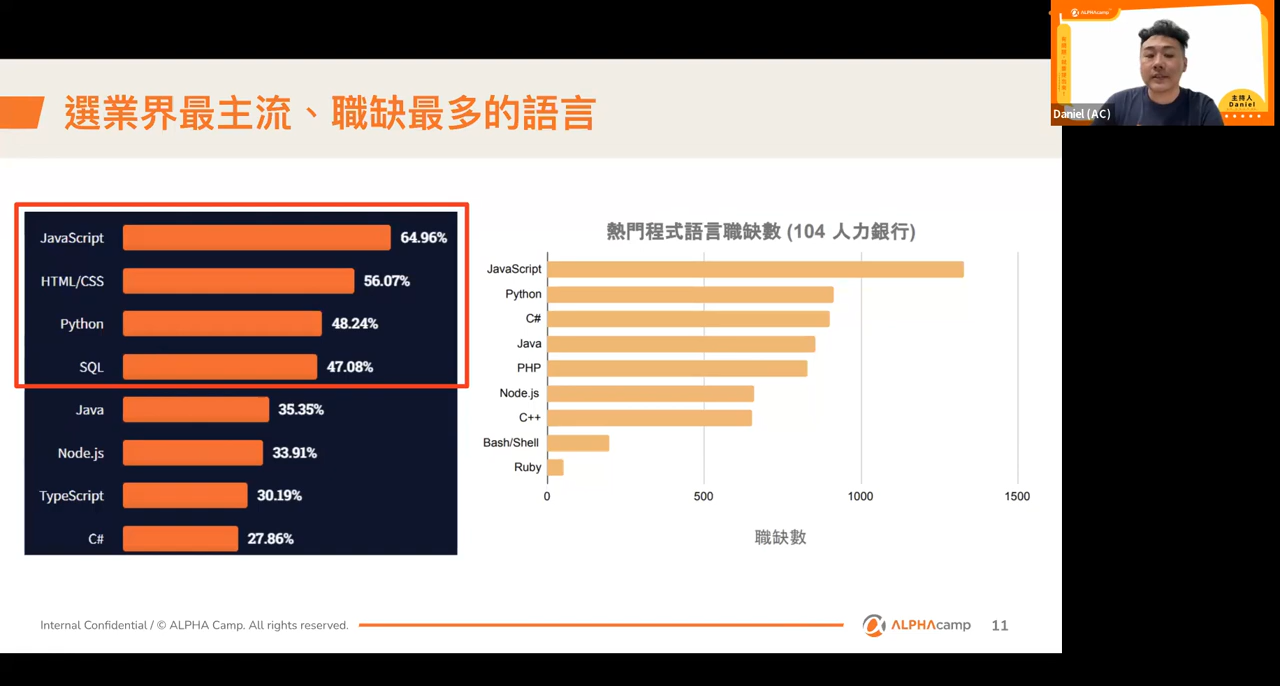 選業界最主流、職缺最多的語言
JavaScript 64.96%
HTML/CSS 56.07%
Python 48.24%
SQL 47.08%
Java 35.35%
Node.js 33.91%
TypeScript 30.19%
C# 27.86%
熱門程式語言職缺數 (104 人力銀行)
JavaScript
Python
C#
Java
PHP
Node.js
C++
Bash/Shell
Ruby
0 500 1000 1500
職缺數
Internal Confidential / © ALPHA Camp. All rights reserved.
ALPHAcamp 11
ALPHAcamp
主持人
Daniel
Daniel (AC)